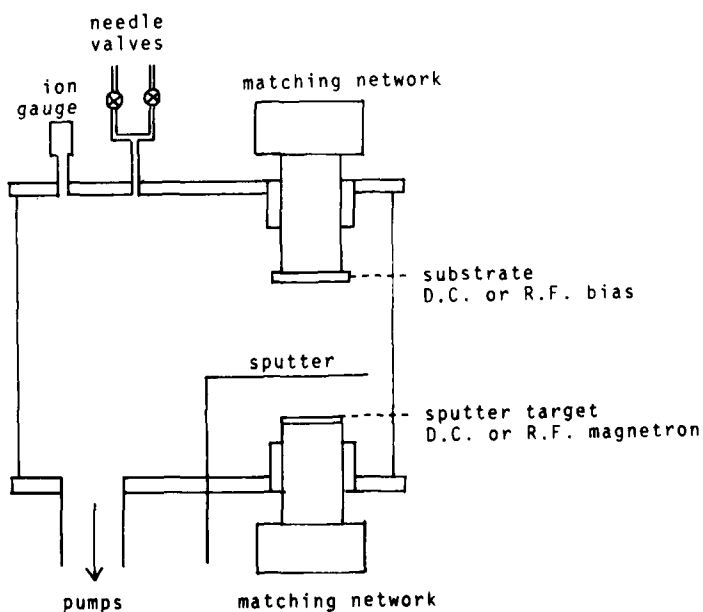 needle
valves
ion
gauge
matching network
substrate
D.C. or R.F. bias
sputter
sputter target
D.C. or R.F. magnetron
pumps
matching network